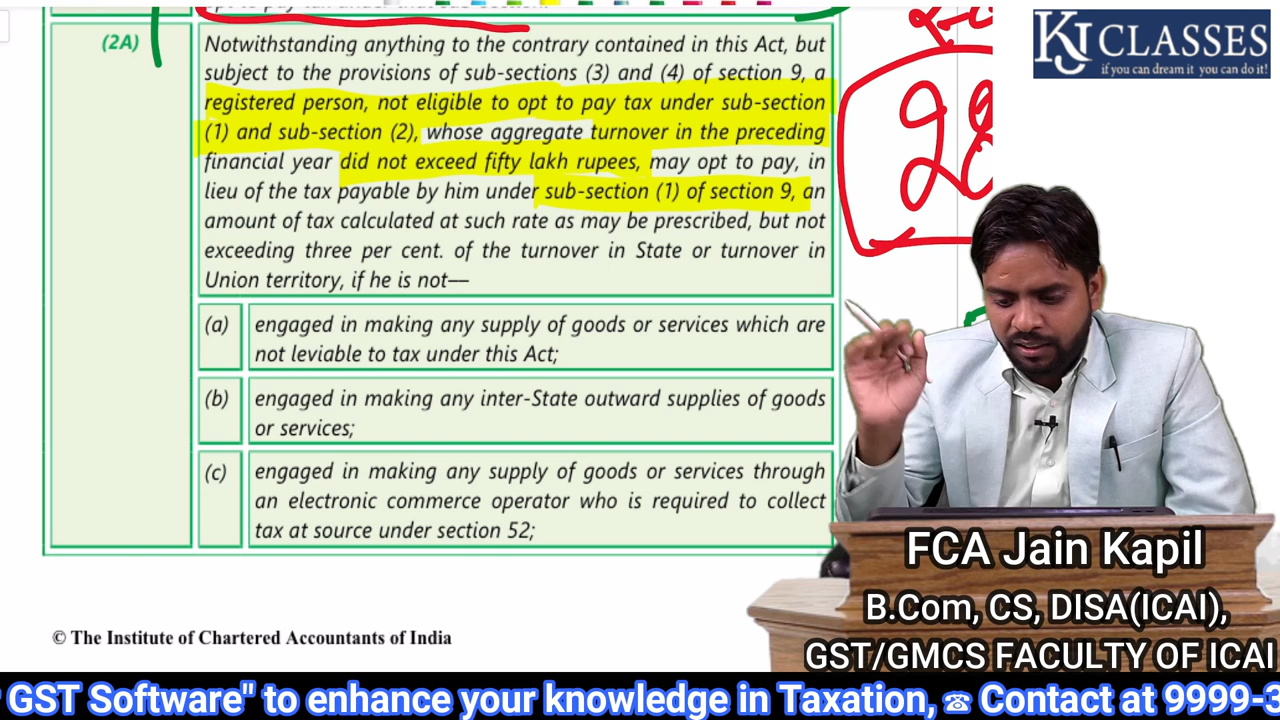 (2A)
Notwithstanding anything to the contrary contained in this Act, but
subject to the provisions of sub-sections (3) and (4) of section 9, a
registered person, not eligible to opt to pay tax under sub-section
(1) and sub-section (2), whose aggregate turnover in the preceding
financial year did not exceed fifty lakh rupees, may opt to pay, in
lieu of the tax payable by him under sub-section (1) of section 9, an
amount of tax calculated at such rate as may be prescribed, but not
exceeding three per cent. of the turnover in State or turnover in
Union territory, if he is not—
(a) engaged in making any supply of goods or services which are
not leviable to tax under this Act;
(b) engaged in making any inter-State outward supplies of goods
or services;
(c) engaged in making any supply of goods or services through
an electronic commerce operator who is required to collect
tax at source under section 52;
© The Institute of Chartered Accountants of India
KJ CLASSES
if you can dream it you can do it!
FCA Jain Kapil
B.Com, CS, DISA(ICAI),
GST/GMCS FACULTY OF ICAI
GST Software" to enhance your knowledge in Taxation, ☎ Contact at 9999-3